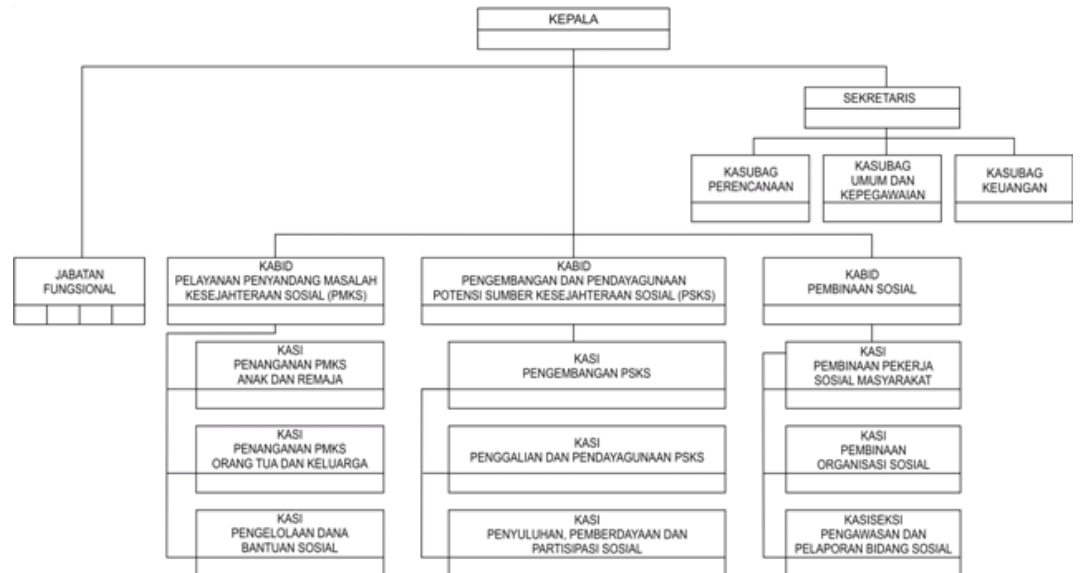 KEPALA
SEKRETARIS
KASUBAG
PERENCANAAN
KASUBAG
UMUM DAN
KEPEGAWAIAN
KASUBAG
KEUANGAN
JABATAN
FUNGSIONAL
KABID
PELAYANAN PENYANDANG MASALAH
KESEJAHTERAAN SOSIAL (PMKS)
KABID
PENGEMBANGAN DAN PENDAYAGUNAAN
POTENSI SUMBER KESEJAHTERAAN SOSIAL (PSKS)
KABID
PEMBINAAN SOSIAL
KASI
PENANGANAN PMKS
ANAK DAN REMAJA
KASI
PENGEMBANGAN PSKS
KASI
PEMBINAAN PEKERJA
SOSIAL MASYARAKAT
KASI
PENANGANAN PMKS
ORANG TUA DAN KELUARGA
KASI
PENGGALIAN DAN PENDAYAGUNAAN PSKS
KASI
PEMBINAAN
ORGANISASI SOSIAL
KASI
PENGELOLAAN DANA
BANTUAN SOSIAL
KASI
PENYULUHAN, PEMBERDAYAAN DAN
PARTISIPASI SOSIAL
KASISEKSI
PENGAWASAN DAN
PELAPORAN BIDANG SOSIAL